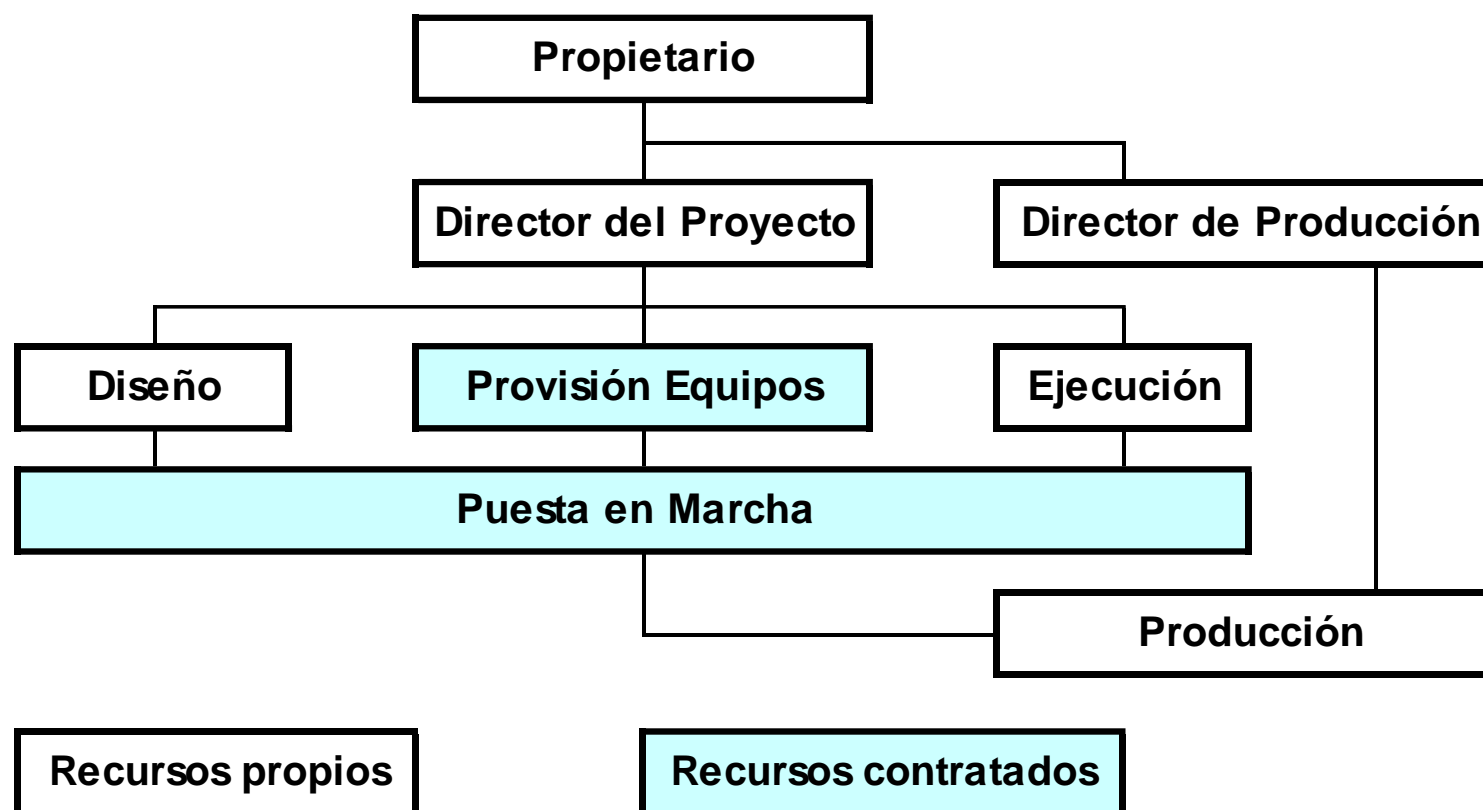 Propietario
Director del Proyecto
Director de Producción
Diseño
Provisión Equipos
Ejecución
Puesta en Marcha
Producción
Recursos propios
Recursos contratados